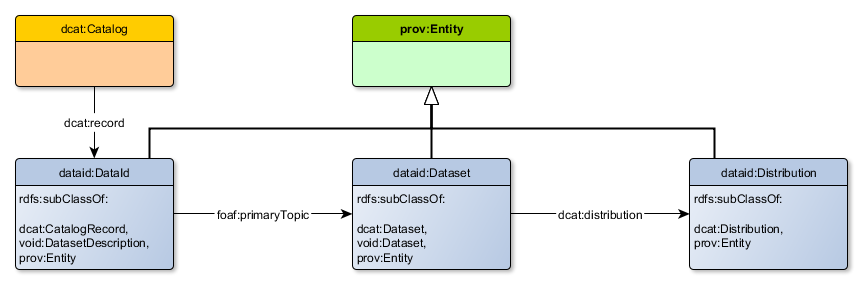 dcat:Catalog
prov:Entity
dcat:record
dataid:DataId
rdfs:subClassOf:
dcat:CatalogRecord,
void:DatasetDescription,
prov:Entity
foaf:primaryTopic
dataid:Dataset
rdfs:subClassOf:
dcat:Dataset,
void:Dataset,
prov:Entity
dcat:distribution
dataid:Distribution
rdfs:subClassOf:
dcat:Distribution,
prov:Entity